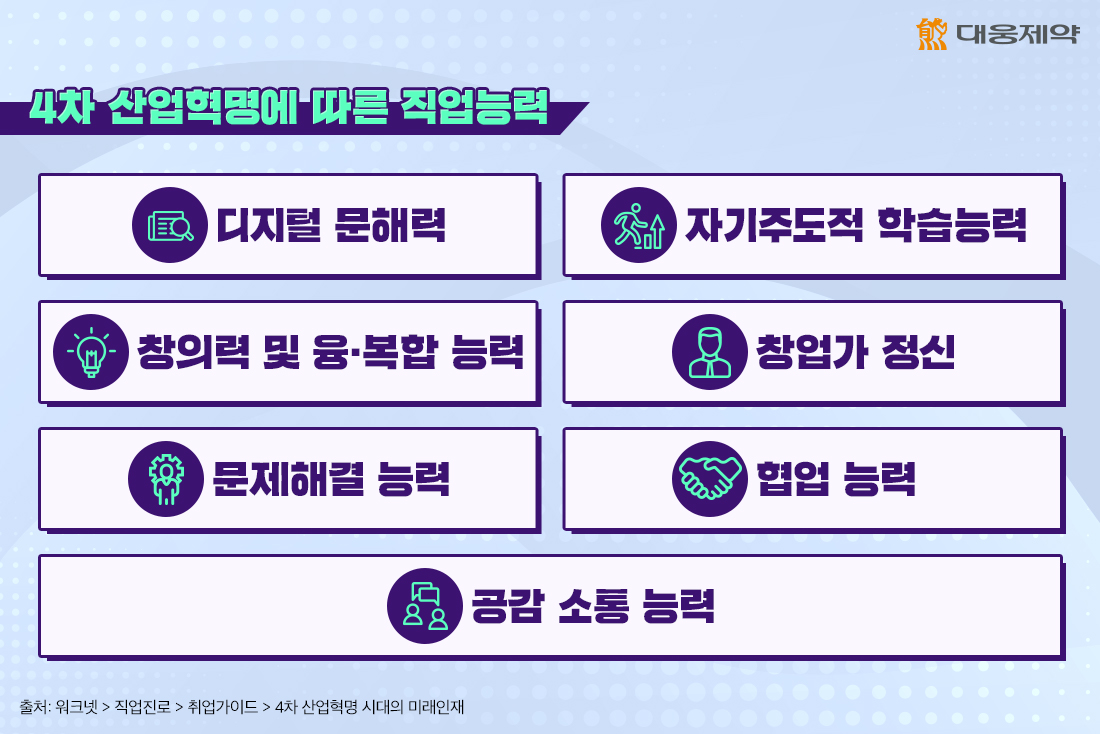 대웅제약
4차 산업혁명에 따른 직업능력
디지털 문해력
자기주도적 학습능력
창의력 및 융·복합 능력
창업가 정신
문제해결 능력
협업 능력
공감 소통 능력
출처: 워크넷 > 직업진로 > 취업가이드 > 4차 산업혁명 시대의 미래인재